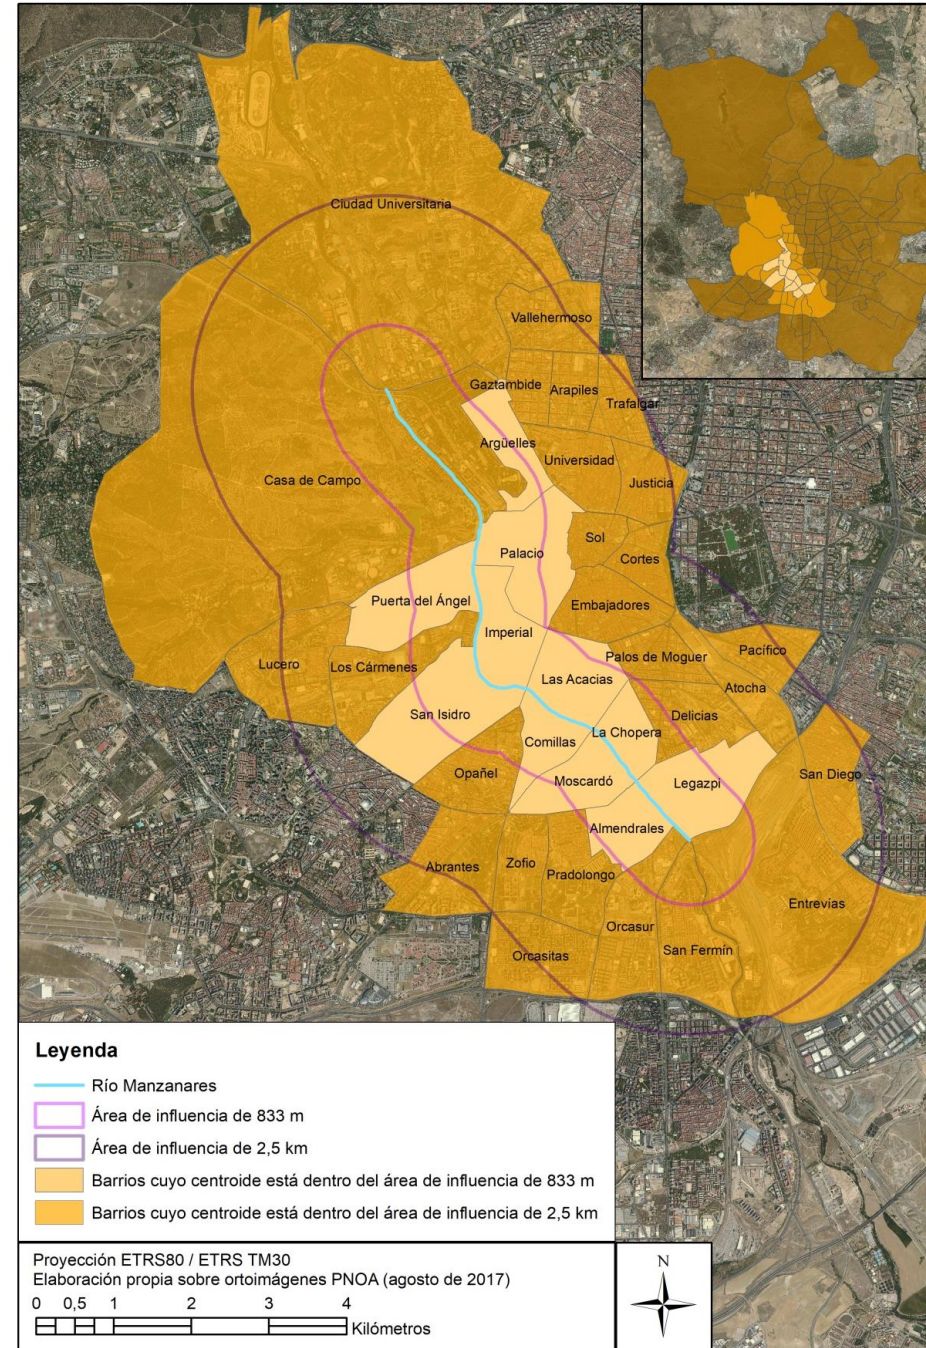 Ciudad Universitaria
Vallehermoso
Gaztambide
Arapiles
Trafalgar
Argüelles
Universidad
Casa de Campo
Justicia
Sol
Palacio
Cortes
Puerta del Ángel
Embajadores
Imperial
Pacífico
Palos de Moguer
Lucero
Los Cármenes
Las Acacias
Atocha
San Isidro
Delicias
La Chopera
Comillas
Opañel
San Diego
Moscardó
Legazpi
Almendrales
Zofio
Abrantes
Pradolongo
Entrevías
Orcasur
San Fermín
Orcasitas
Leyenda
Río Manzanares
Área de influencia de 833 m
Área de influencia de 2,5 km
Barrios cuyo centroide está dentro del área de influencia de 833 m
Barrios cuyo centroide está dentro del área de influencia de 2,5 km
Proyección ETRS80 / ETRS TM30
Elaboración propia sobre ortoimágenes PNOA (agosto de 2017)
0 0,5 1 2 3 4
Kilómetros
N